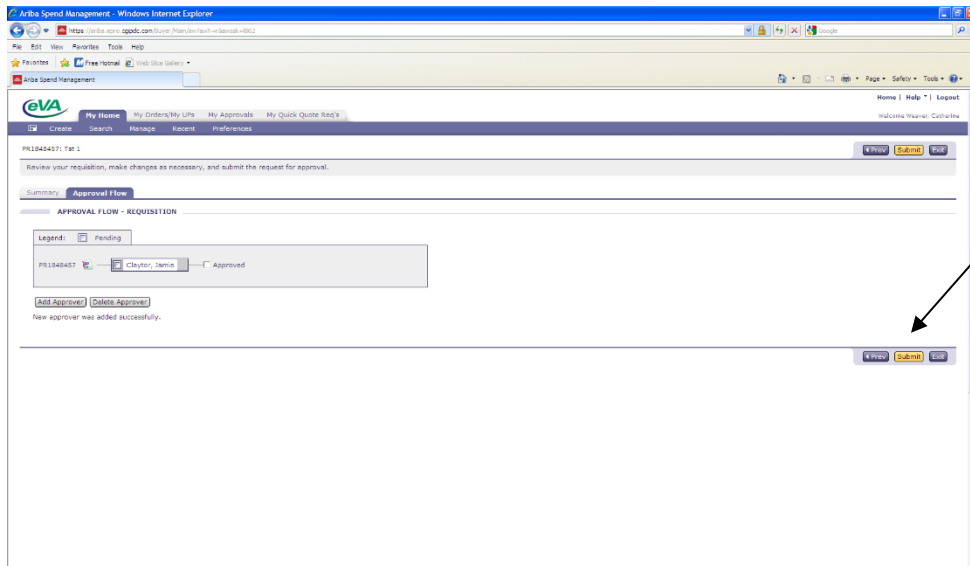 Ariba Spend Management - Windows Internet Explorer
Google
File Edit View Favorites Tools Help
Favorites Free Hotmail Web Slice Gallery
Ariba Spend Management
Page Safety Tools
eVA
Home | Help | Logout
My Home My Orders/My UPs My Approvals My Quick Quote Req's
Welcome Weaver, Catherine
Create Search Manage Recent Preferences
PR1848457: Tst 1
Prev Submit Exit
Review your requisition, make changes as necessary, and submit the request for approval.
Summary Approval Flow
APPROVAL FLOW - REQUISITION
Legend: Pending
PR1848457 Claytor, Jamie Approved
Add Approver Delete Approver
New approver was added successfully.
Prev Submit Exit